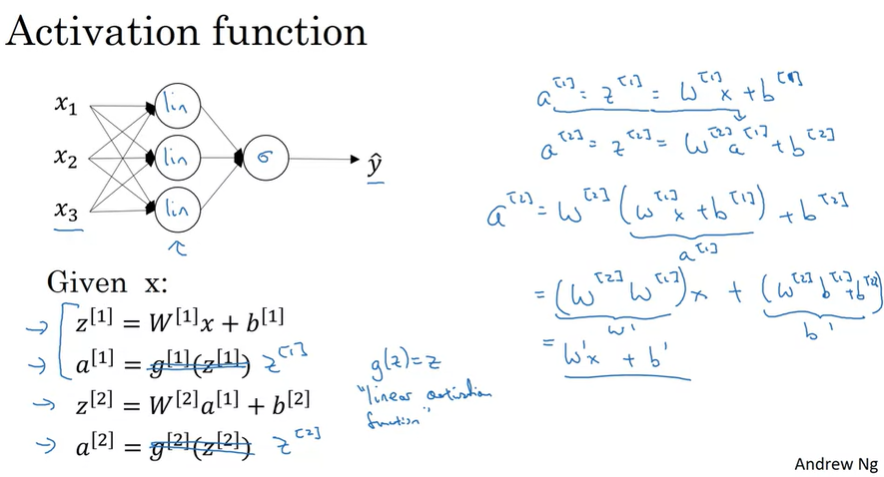 Activation function
x₁
x₂
x₃
lin
lin
lin
σ
ŷ
Given x:
z^[1] = W^[1]x + b^[1]
a^[1] = g^[1](z^[1]) z^[1]
z^[2] = W^[2]a^[1] + b^[2]
a^[2] = g^[2](z^[2]) z^[2]
g(z) = z
"linear activation
function"
a^[1] = z^[1] = W^[1]x + b^[1]
a^[2] = z^[2] = W^[2]a^[1] + b^[2]
a^[2] = W^[2](W^[1]x + b^[1]) + b^[2]
a^[1]
= (W^[2]W^[1])x + (W^[2]b^[1] + b^[2])
W' b'
= W'x + b'
Andrew Ng